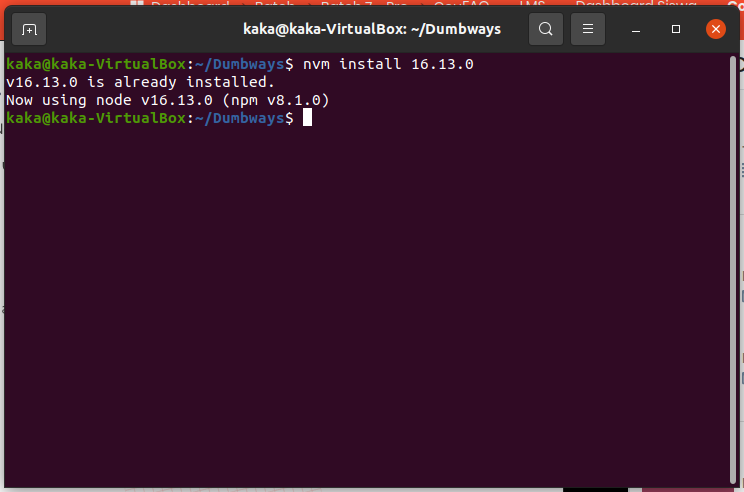 kaka@kaka-VirtualBox: ~/Dumbways
kaka@kaka-VirtualBox:~/Dumbways$ nvm install 16.13.0
v16.13.0 is already installed.
Now using node v16.13.0 (npm v8.1.0)
kaka@kaka-VirtualBox:~/Dumbways$